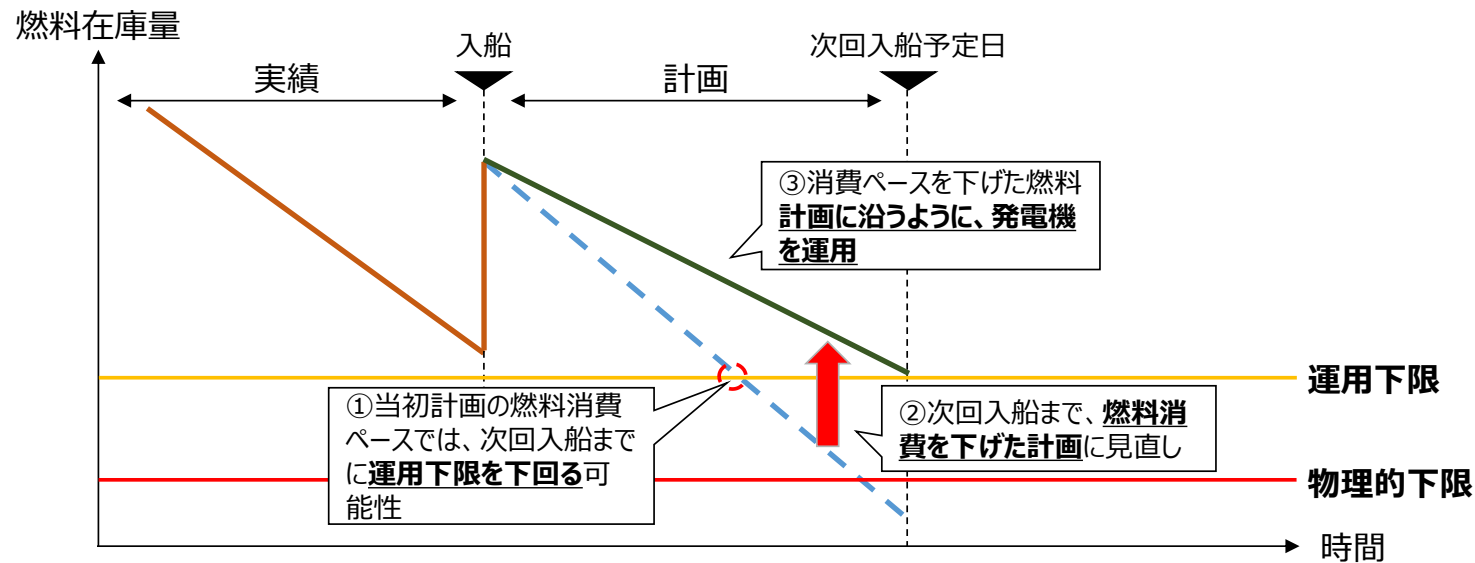 燃料在庫量
入船
次回入船予定日
実績
計画
③消費ペースを下げた燃料
計画に沿うように、発電機
を運用
運用下限
①当初計画の燃料消費
ペースでは、次回入船まで
に運用下限を下回る可
能性
②次回入船まで、燃料消
費を下げた計画に見直し
物理的下限
時間